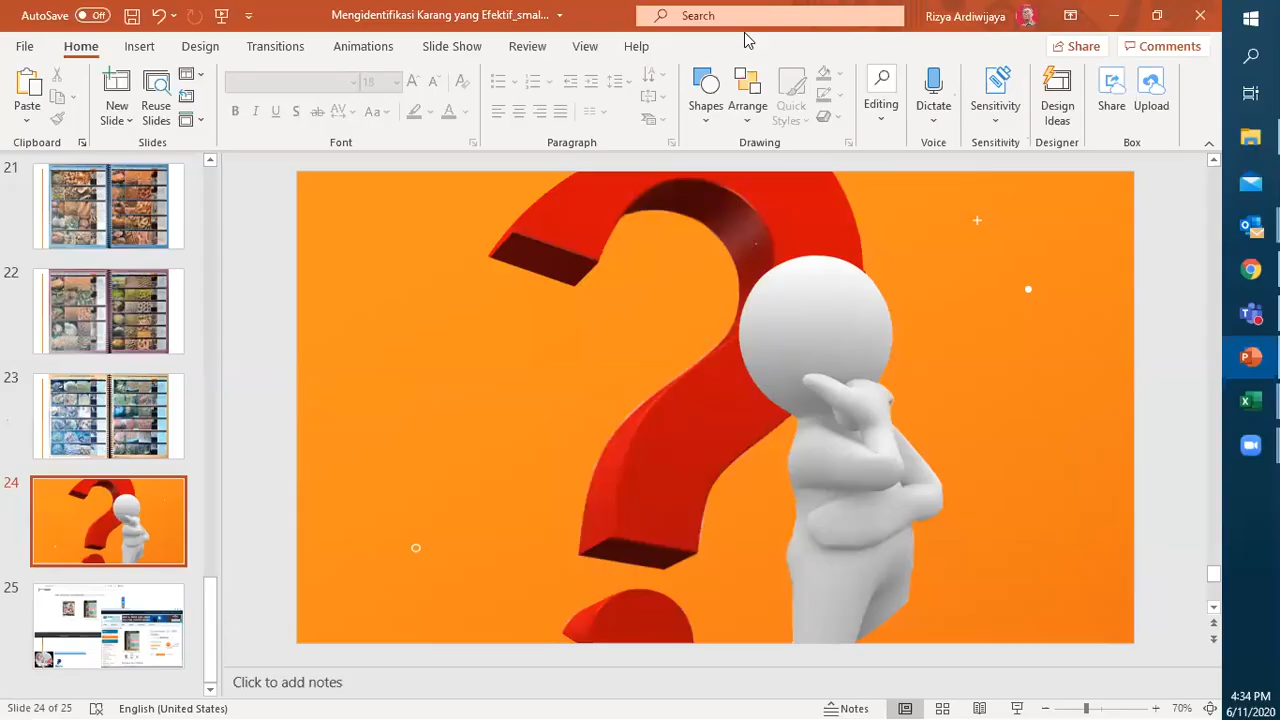 AutoSave Off Mengidentifikasi Karang yang Efektif_smal... Search Rizya Ardiwijaya
File Home Insert Design Transitions Animations Slide Show Review View Help Share Comments
18
Paste New Slide Reuse Slides Shapes Arrange Quick Styles Editing Dictate Sensitivity Design Ideas Share Upload
Clipboard Slides Font Paragraph Drawing Voice Sensitivity Designer Box
21
22
23
24
25
Click to add notes
Slide 24 of 25 English (United States) Notes 70%
4:34 PM
6/11/2020